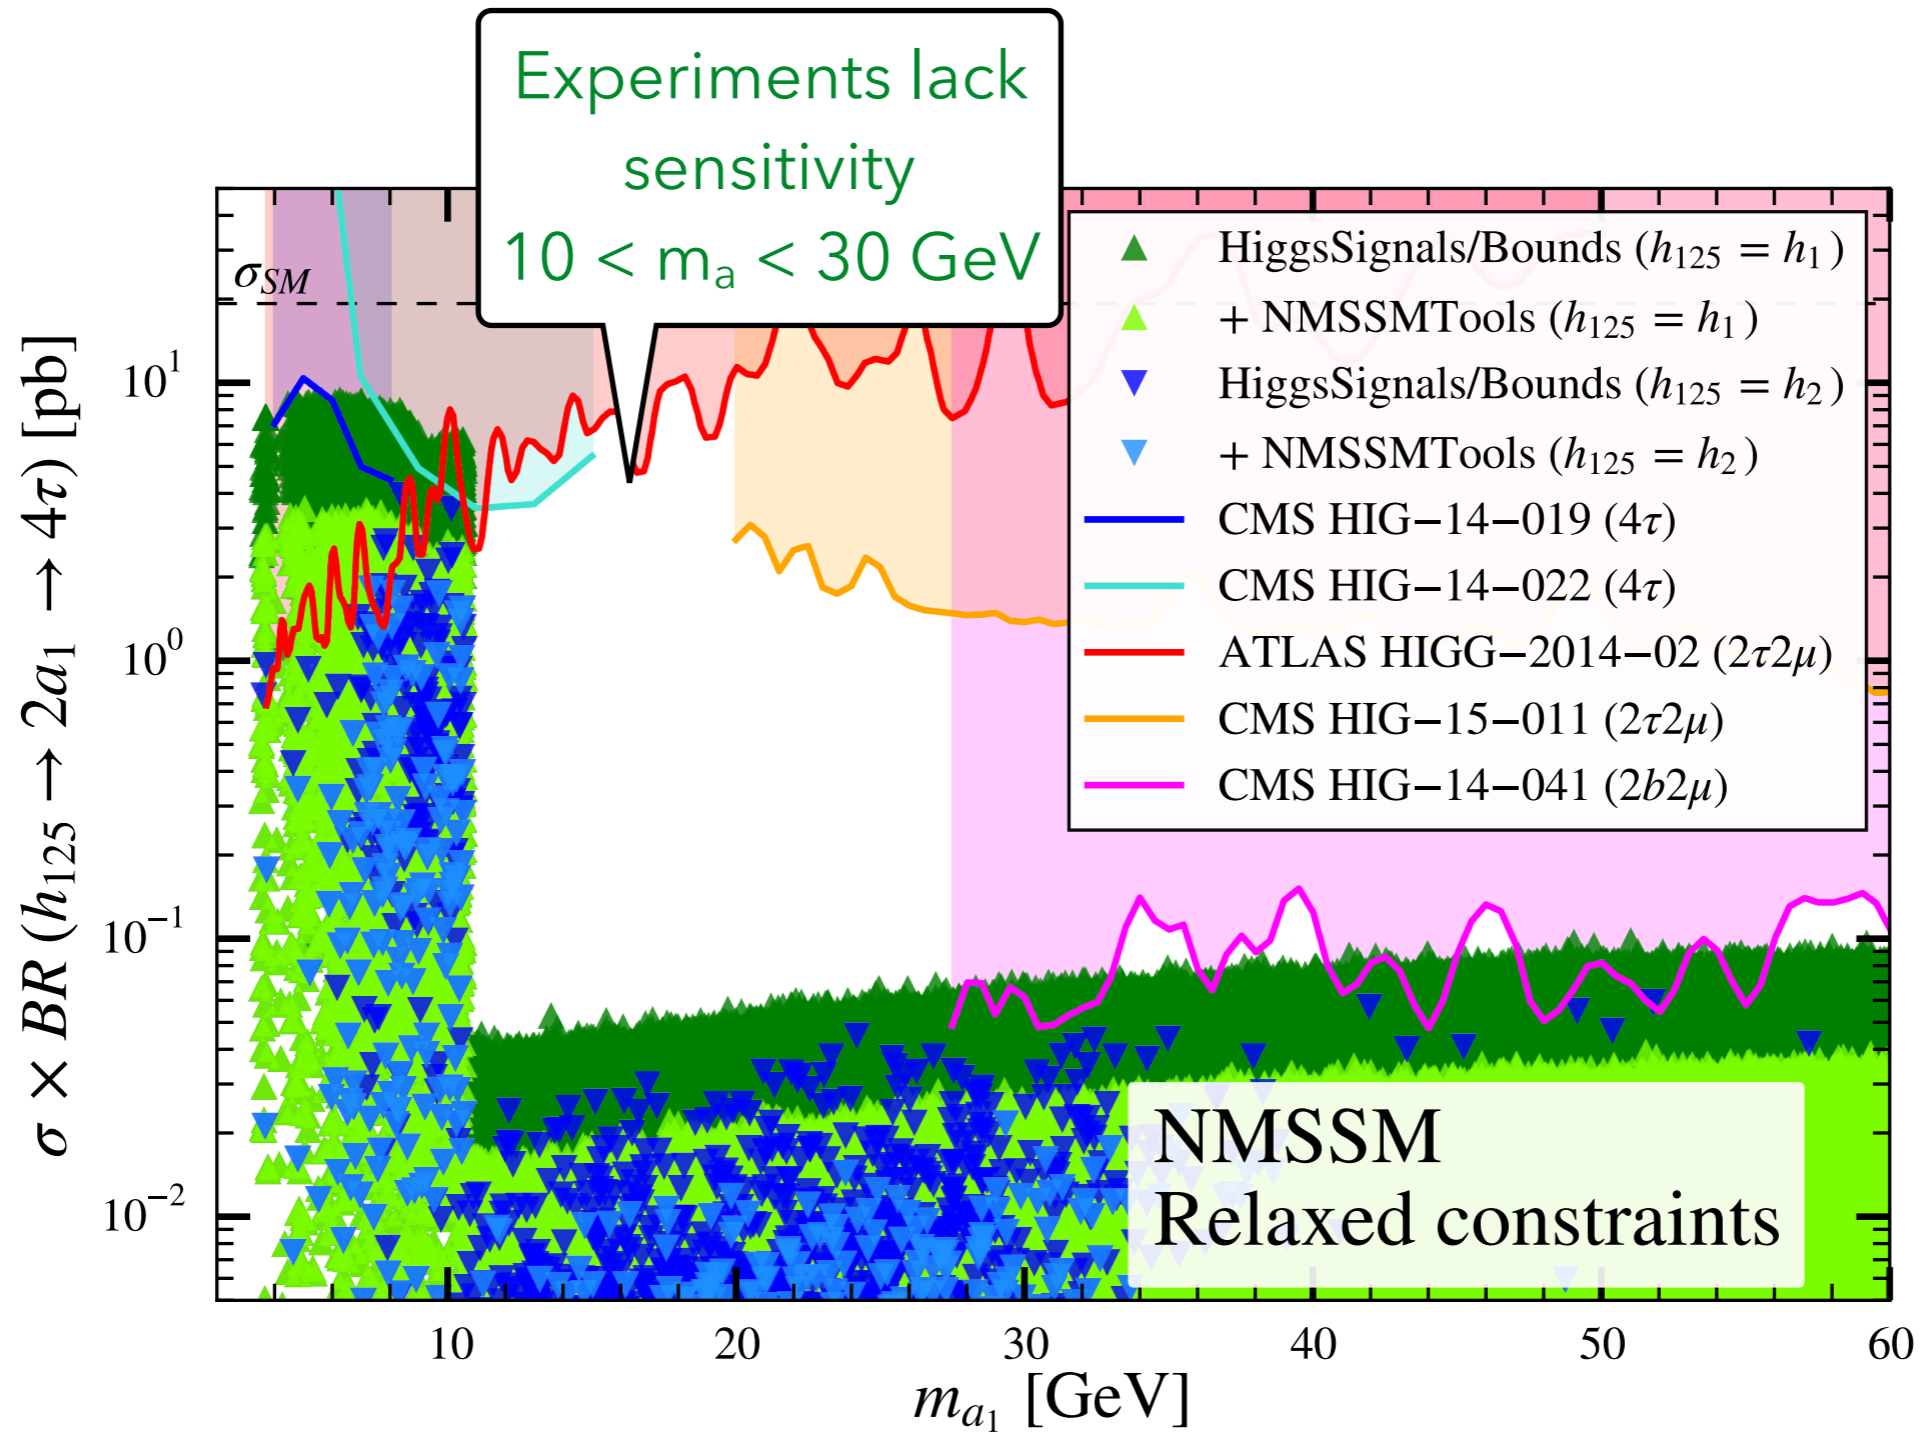 Experiments lack
sensitivity
10 < mₐ < 30 GeV
σ_SM
HiggsSignals/Bounds (h₁₂₅ = h₁)
+ NMSSMTools (h₁₂₅ = h₁)
HiggsSignals/Bounds (h₁₂₅ = h₂)
+ NMSSMTools (h₁₂₅ = h₂)
CMS HIG−14−019 (4τ)
CMS HIG−14−022 (4τ)
ATLAS HIGG−2014−02 (2τ2μ)
CMS HIG−15−011 (2τ2μ)
CMS HIG−14−041 (2b2μ)
σ × BR (h₁₂₅ → 2a₁ → 4τ) [pb]
10¹
10⁰
10⁻¹
10⁻²
NMSSM
Relaxed constraints
10 20 30 40 50 60
m_a₁ [GeV]